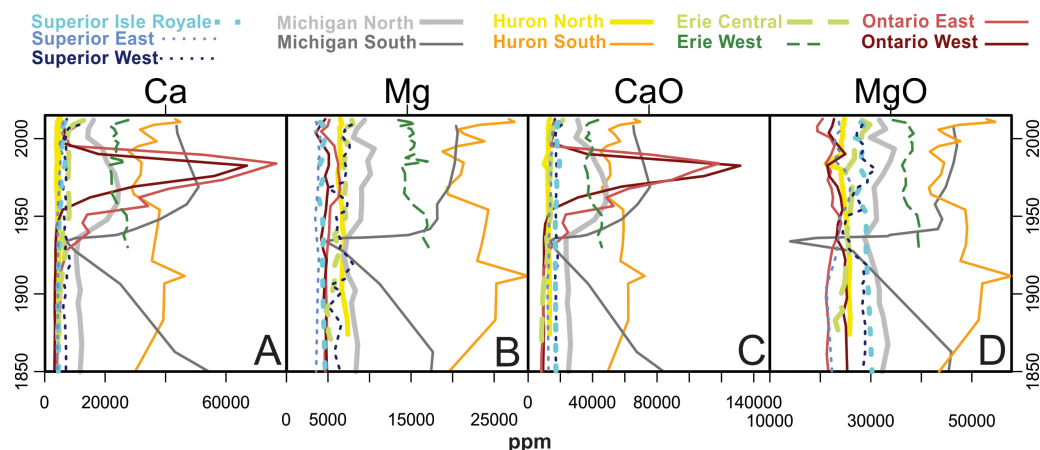 Superior Isle Royale Michigan North Huron North Erie Central Ontario East
Superior East Michigan South Huron South Erie West Ontario West
Superior West
Ca Mg CaO MgO
2000 2000
1950 1950
1900 1900
1850 1850
A B C D
0 20000 60000 0 40000 80000 140000
0 5000 15000 25000 10000 30000 50000
ppm